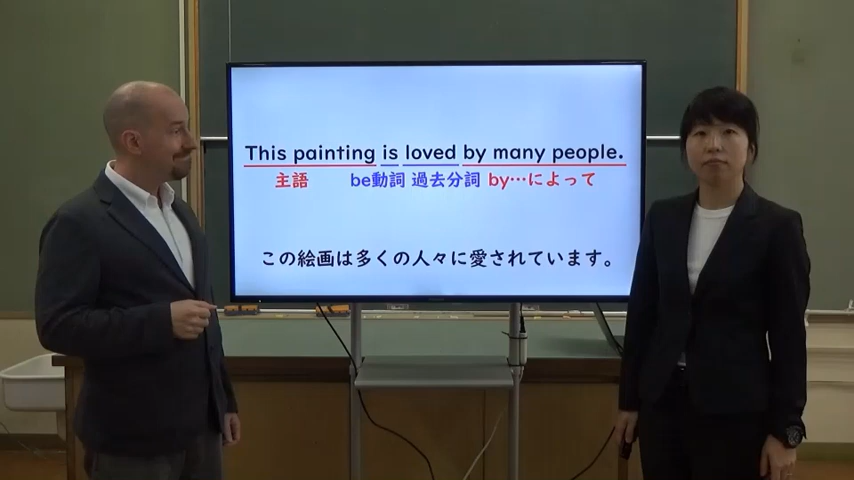 This painting is loved by many people.
主語 be動詞 過去分詞 by…によって
この絵画は多くの人々に愛されています。